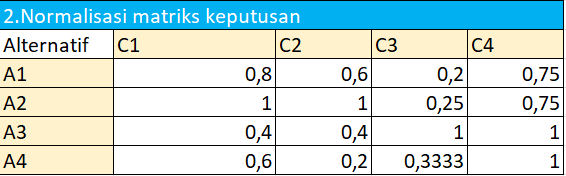 2.Normalisasi matriks keputusan
Alternatif C1 C2 C3 C4
A1 0,8 0,6 0,2 0,75
A2 1 1 0,25 0,75
A3 0,4 0,4 1 1
A4 0,6 0,2 0,3333 1